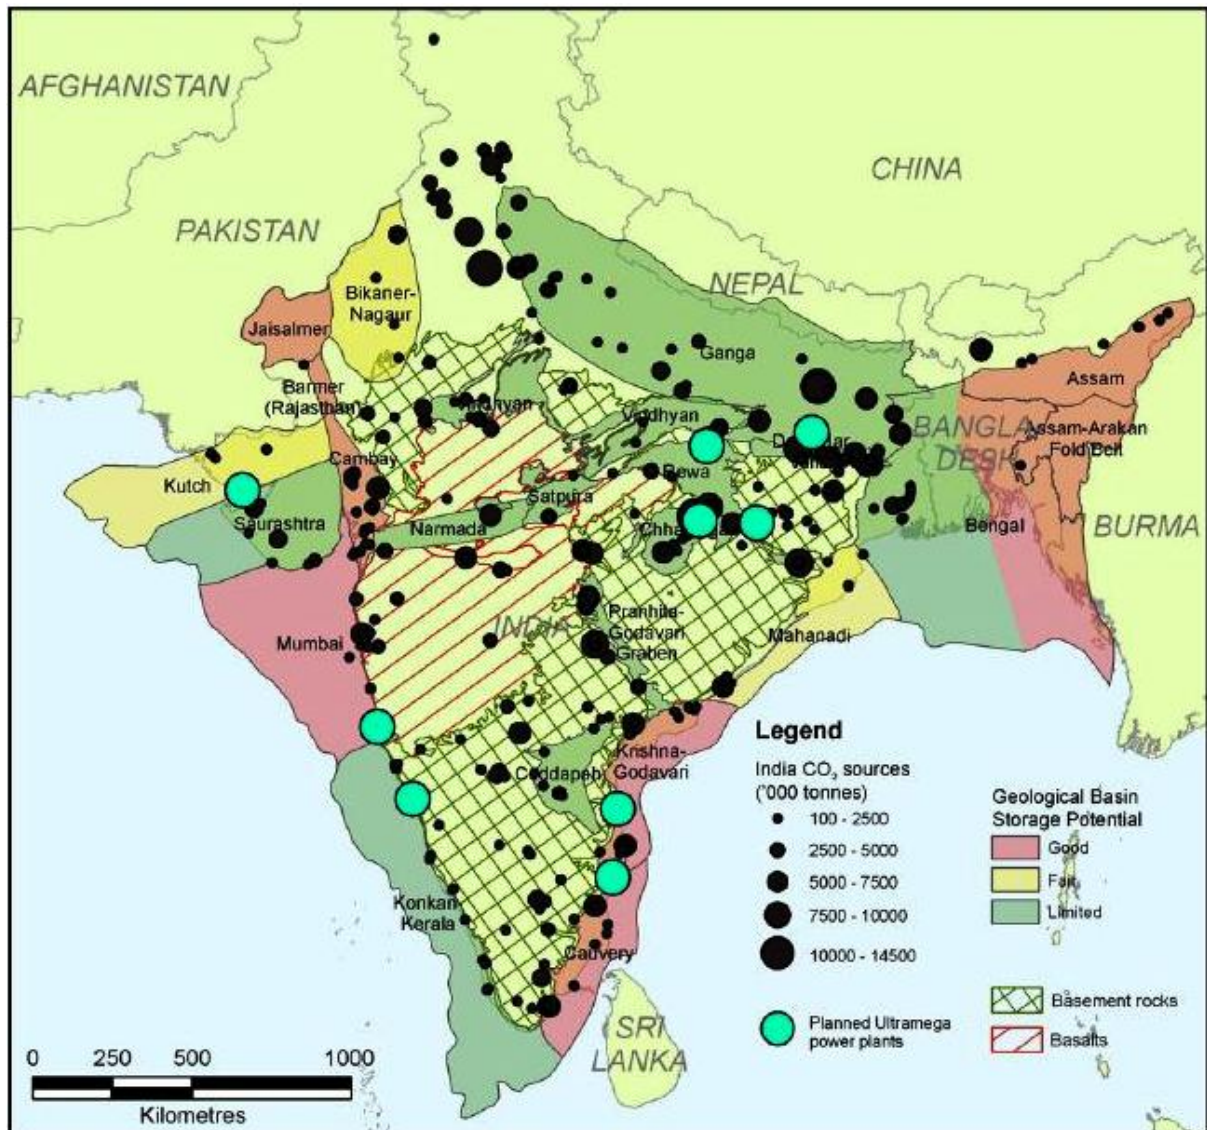 AFGHANISTAN
CHINA
PAKISTAN
NEPAL
Bikaner-
Nagaur
Jaisalmer
Ganga
Assam
Barmer
(Rajasthan)
Vindhyan
BANGLA
DESH
Assam-Arakan
Fold Belt
Cambay
Rewa
Kutch
Satpura
Saurashtra
Narmada
Bengal
BURMA
INDIA
Pranhita-
Godavari
Graben
Mahanadi
Mumbai
Krishna-
Godavari
Cuddapah
Konkan
Kerala
Cauvery
SRI
LANKA
Legend
India CO₂ sources
('000 tonnes)
100 - 2500
2500 - 5000
5000 - 7500
7500 - 10000
10000 - 14500
Planned Ultramega
power plants
Geological Basin
Storage Potential
Good
Fair
Limited
Basement rocks
Basalts
0 250 500 1000
Kilometres